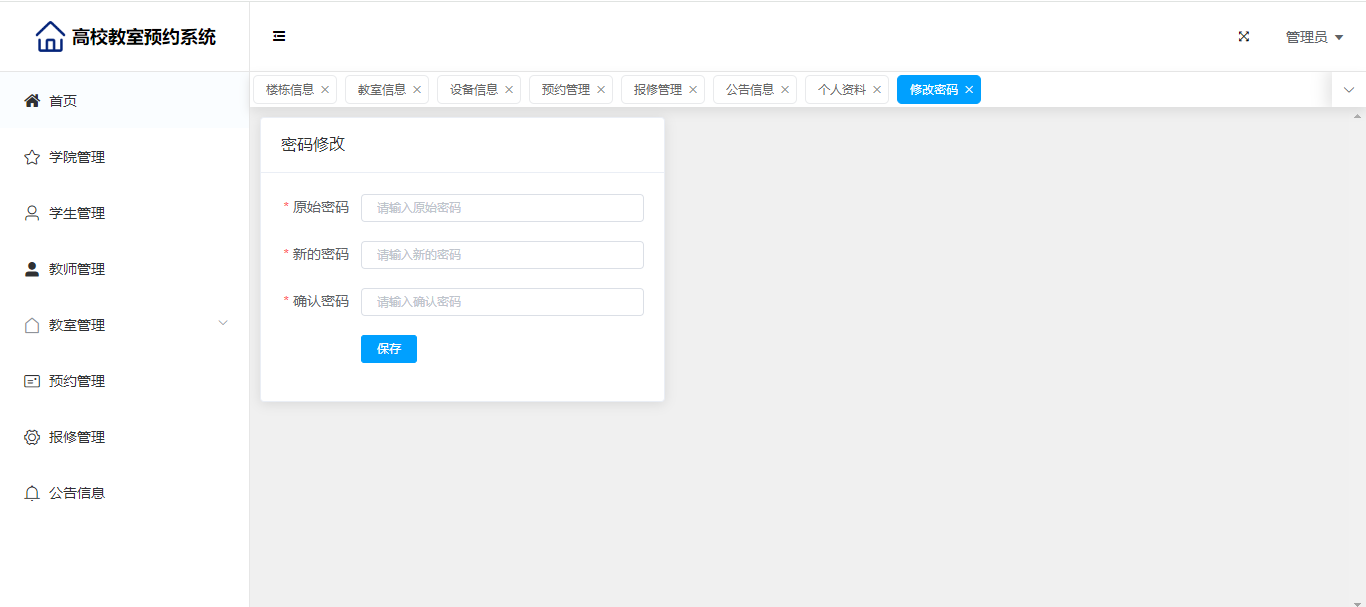 高校教室预约系统
管理员
楼栋信息
教室信息
设备信息
预约管理
报修管理
公告信息
个人资料
修改密码
首页
学院管理
学生管理
教师管理
教室管理
预约管理
报修管理
公告信息
密码修改
* 原始密码 请输入原始密码
* 新的密码 请输入新的密码
* 确认密码 请输入确认密码
保存